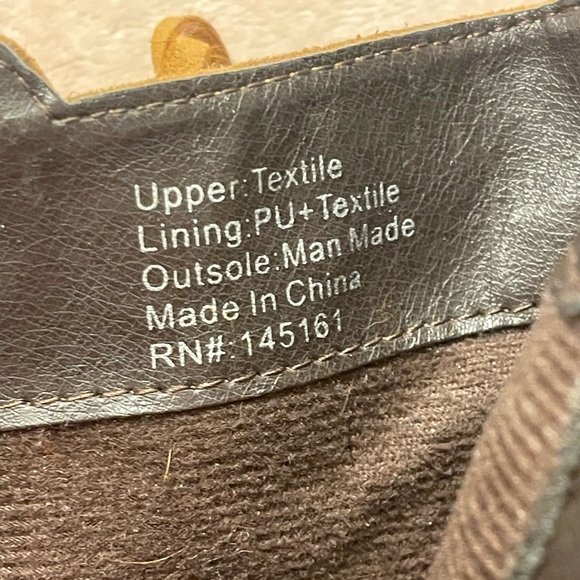 Upper:Textile
Lining:PU+Textile
Outsole:Man Made
Made In China
RN#:145161